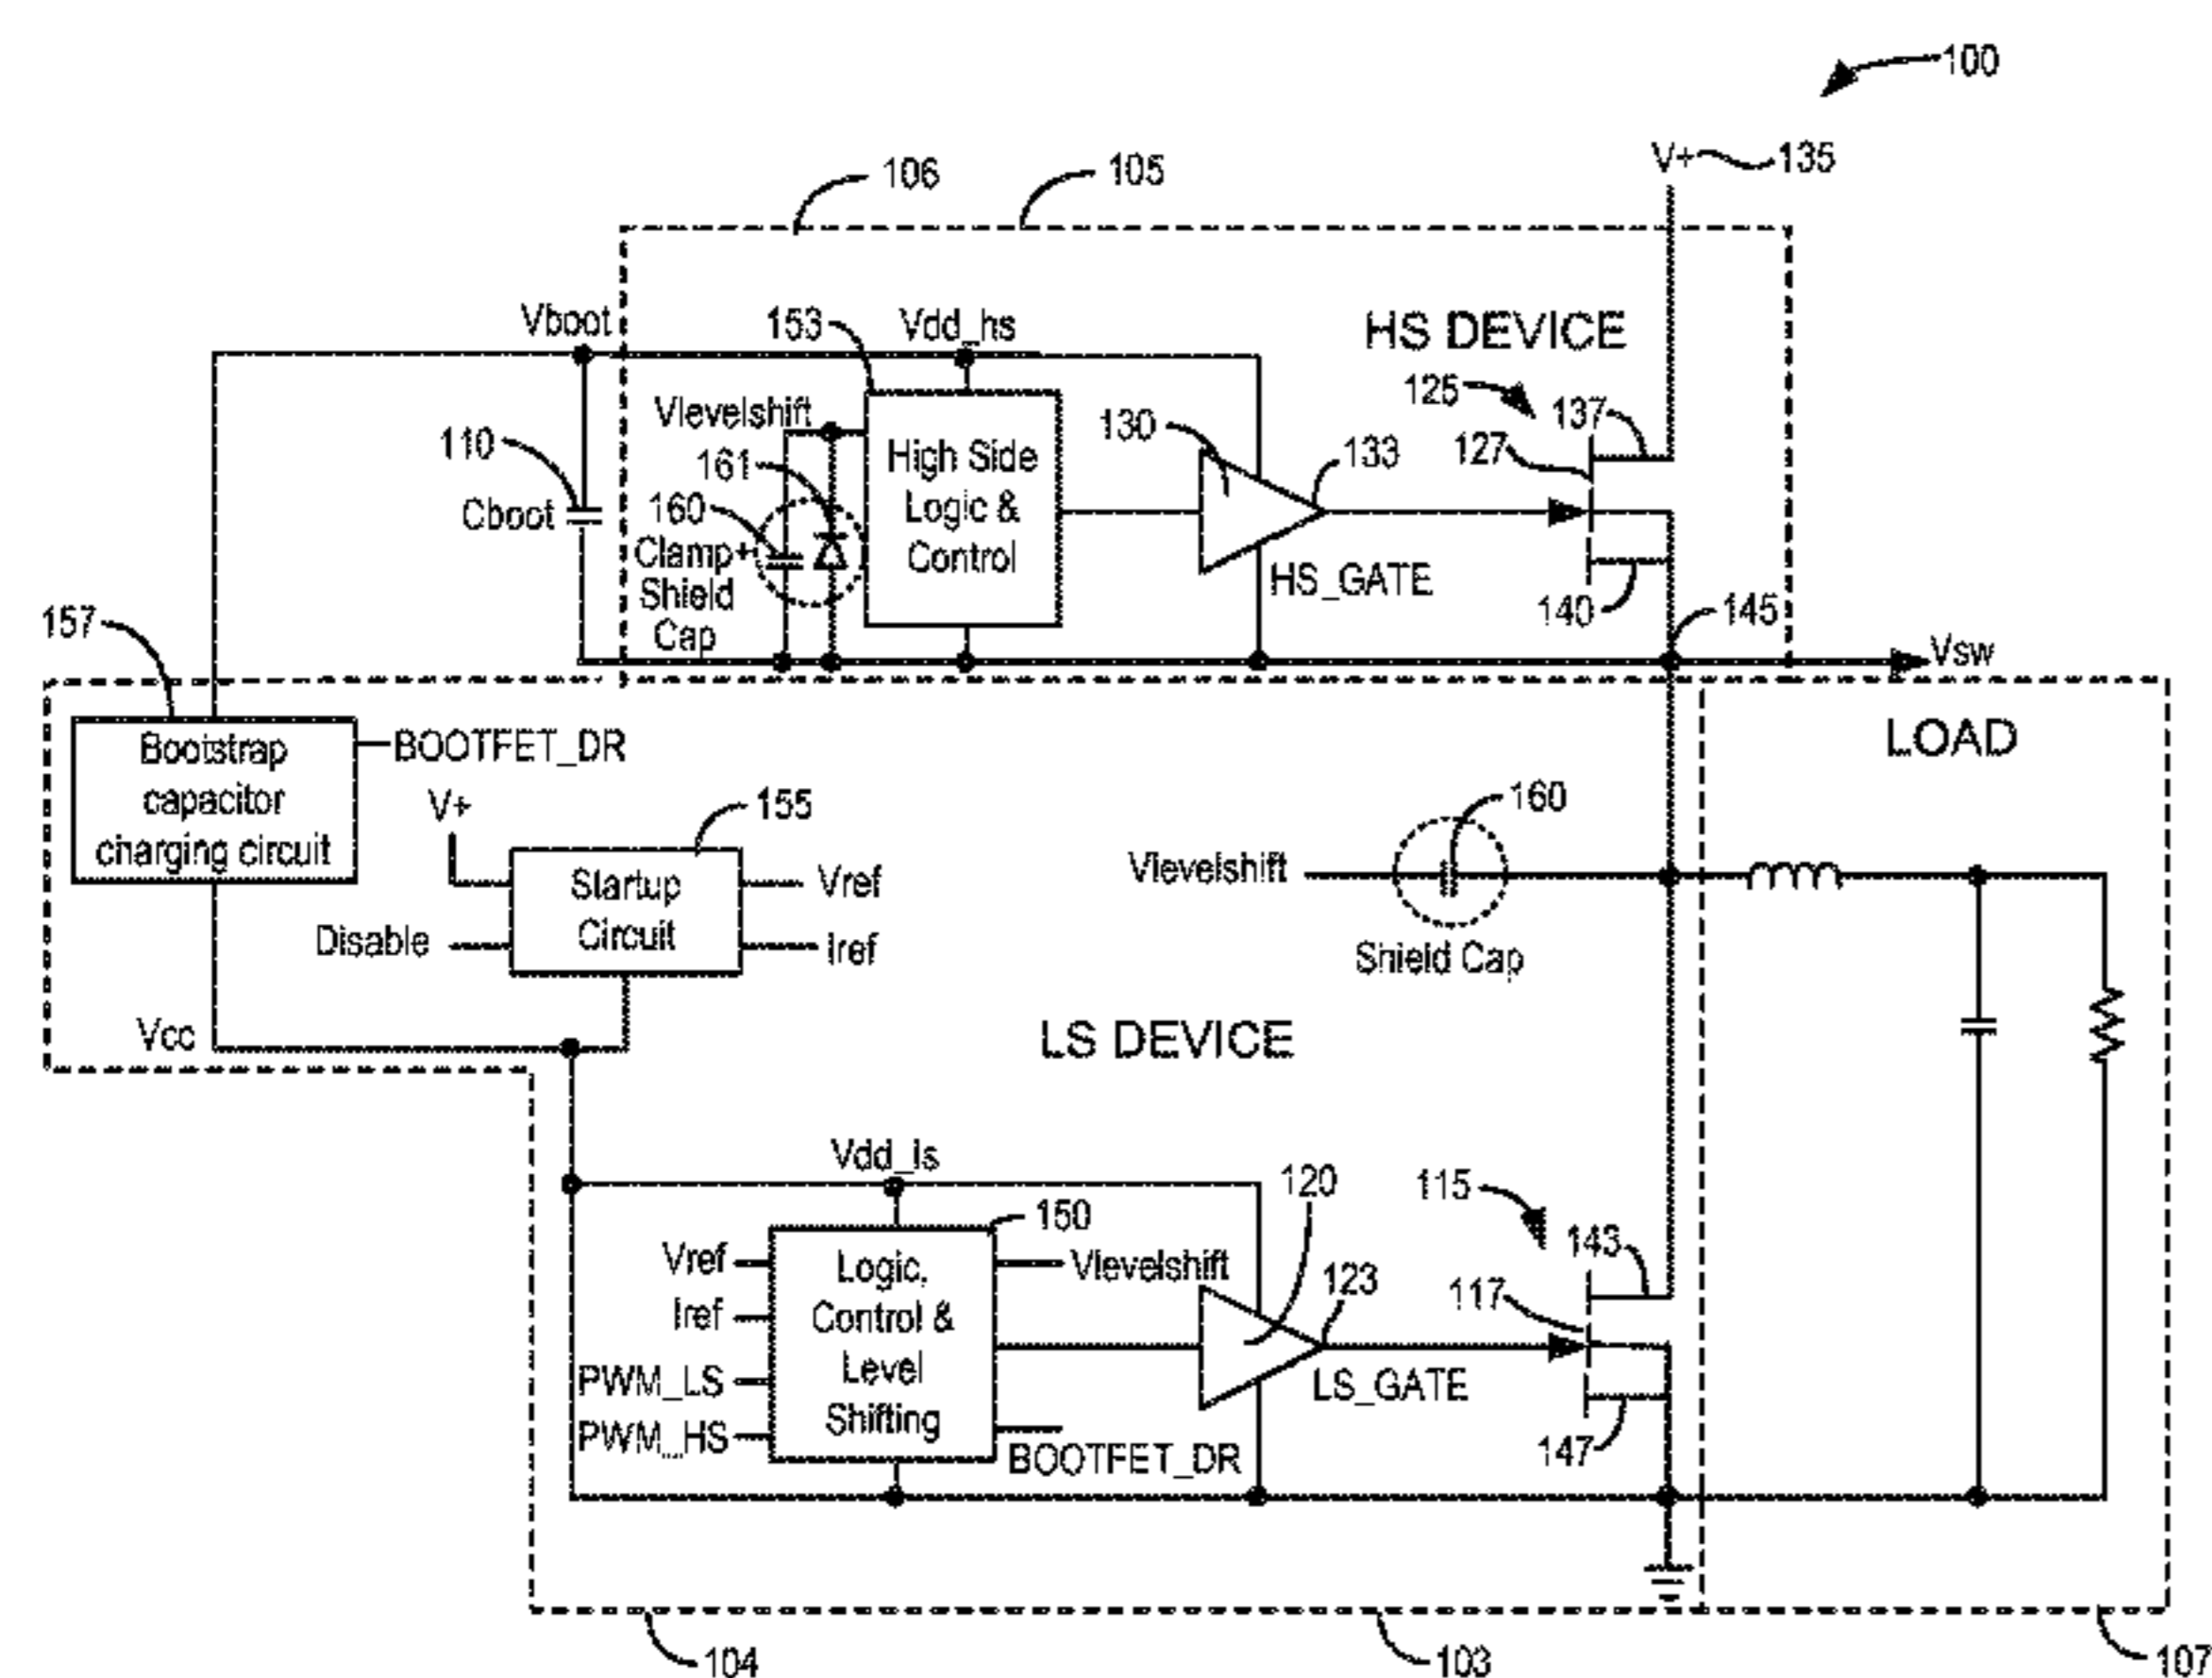 100
V+
135
106
105
Vboot
153
Vdd_hs
HS DEVICE
125
137
Vlevelshift
110
161
130
127
133
High Side
Logic &
Control
160
Cboot
Clamp+
Shield
Cap
HS_GATE
140
145
157
Vsw
Bootstrap
capacitor
charging circuit
BOOTFET_DR
LOAD
V+
155
160
Startup
Circuit
Vref
Vlevelshift
Disable
Iref
Shield Cap
Vcc
LS DEVICE
Vdd_ls
120
115
150
143
Vref
Logic,
Control &
Level
Shifting
Vlevelshift
123
117
Iref
PWM_LS
LS_GATE
PWM_HS
BOOTFET_DR
147
104
103
107